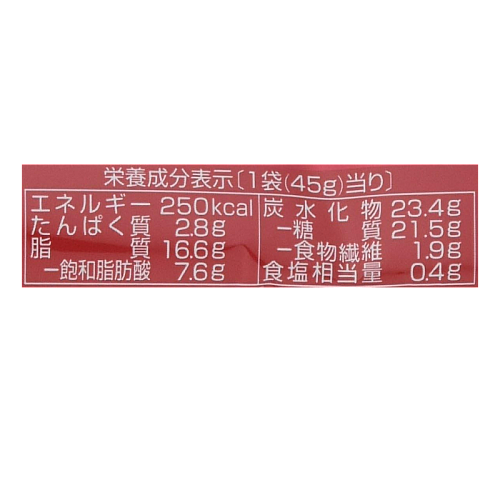 栄養成分表示〔1袋(45g)当り〕
エネルギー 250kcal
たんぱく質 2.8g
脂質 16.6g
−飽和脂肪酸 7.6g
炭水化物 23.4g
−糖質 21.5g
−食物繊維 1.9g
食塩相当量 0.4g